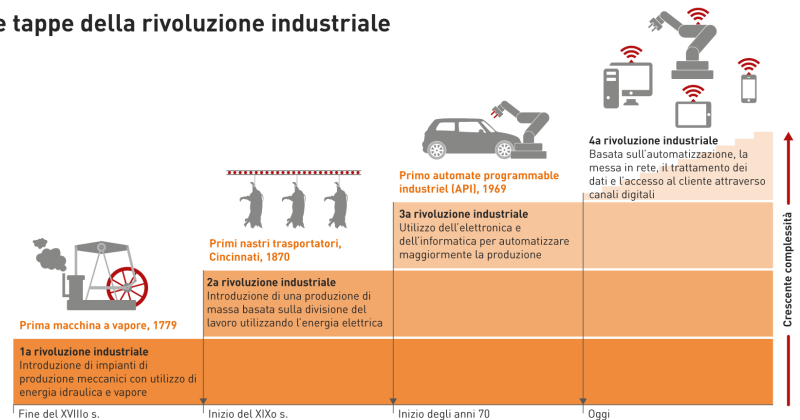 e tappe della rivoluzione industriale
4a rivoluzione industriale
Basata sull'automatizzazione, la
messa in rete, il trattamento dei
dati e l'accesso al cliente attraverso
canali digitali
Primo automate programmable
industriel (API), 1969
3a rivoluzione industriale
Utilizzo dell'elettronica e
dell'informatica per automatizzare
maggiormente la produzione
Primi nastri trasportatori,
Cincinnati, 1870
2a rivoluzione industriale
Introduzione di una produzione di
massa basata sulla divisione del
lavoro utilizzando l'energia elettrica
Prima macchina a vapore, 1779
1a rivoluzione industriale
Introduzione di impianti di
produzione meccanici con utilizzo di
energia idraulica e vapore
Crescente complessità
Fine del XVIIIo s.
Inizio del XIXo s.
Inizio degli anni 70
Oggi